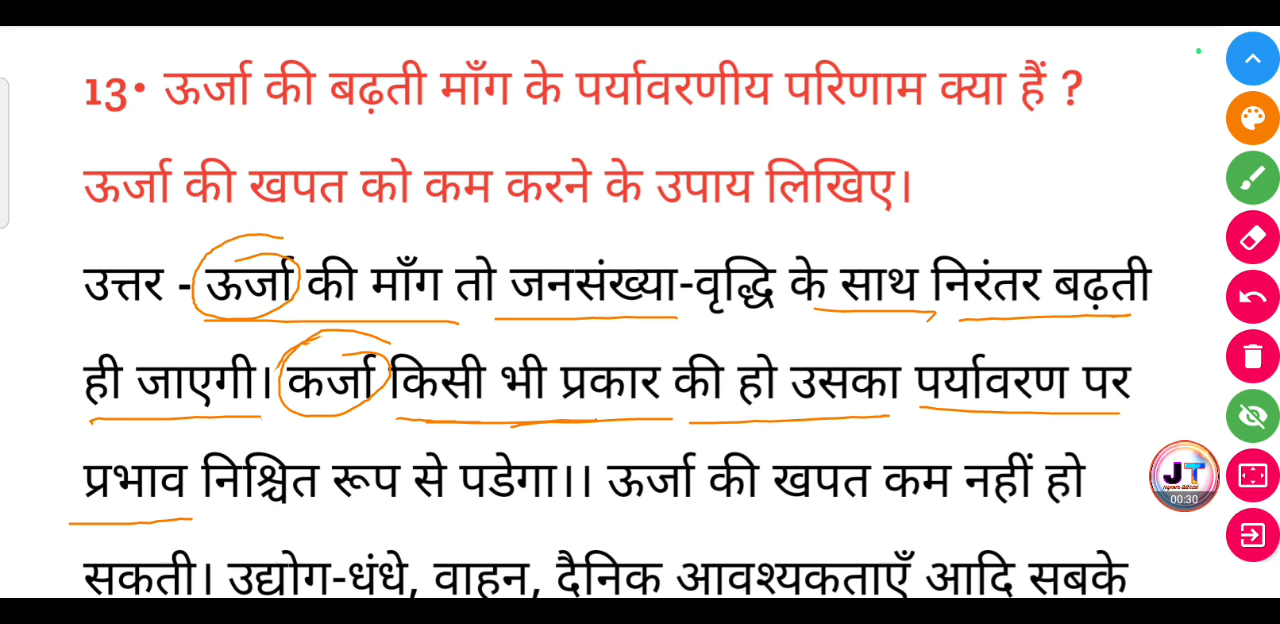 13• ऊर्जा की बढ़ती माँग के पर्यावरणीय परिणाम क्या हैं ?
ऊर्जा की खपत को कम करने के उपाय लिखिए।
उत्तर - ऊर्जा की माँग तो जनसंख्या-वृद्धि के साथ निरंतर बढ़ती
ही जाएगी। कर्जा किसी भी प्रकार की हो उसका पर्यावरण पर
प्रभाव निश्चित रूप से पडेगा।। ऊर्जा की खपत कम नहीं हो
JT
00:30
सकती। उद्योग-धंधे, वाहन, दैनिक आवश्यकताएँ आदि सबके